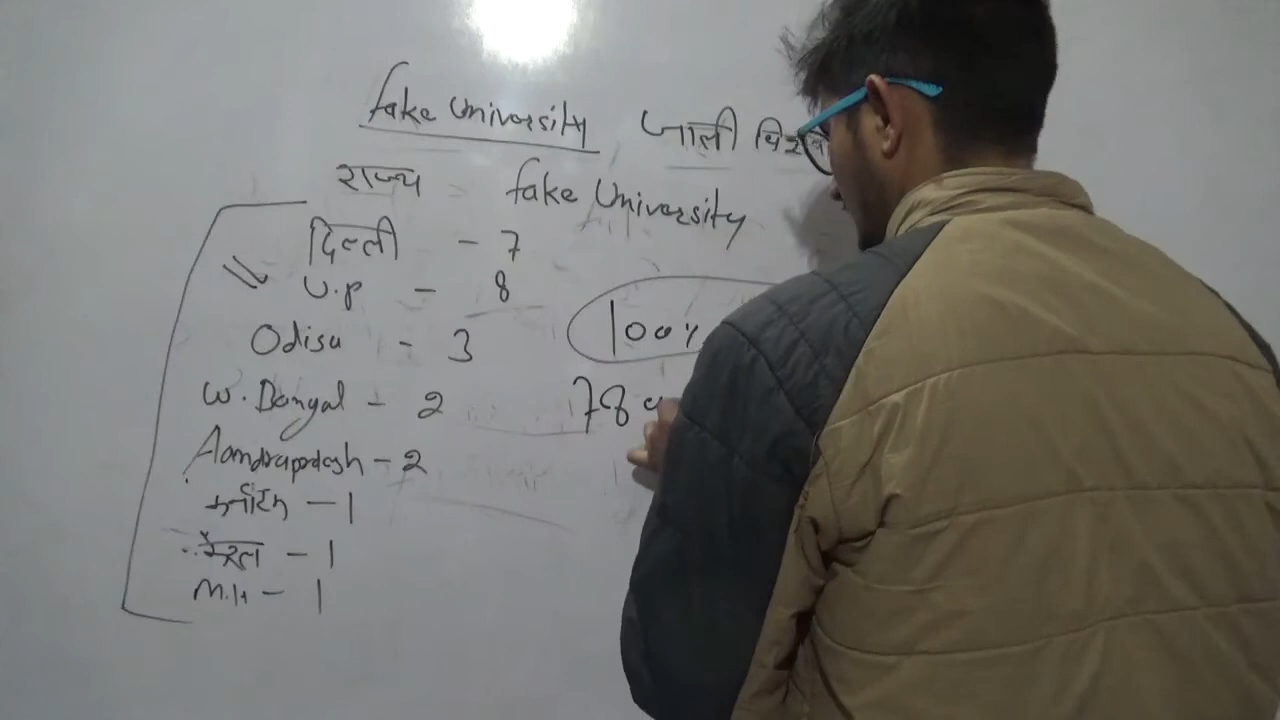 fake University जाली
राज्य fake University
दिल्ली - 7
U.P - 8
Odisa - 3
100%
W. Bangal - 2
78
Aandrapradesh - 2
कर्नाटक - 1
केरल - 1
M.H - 1